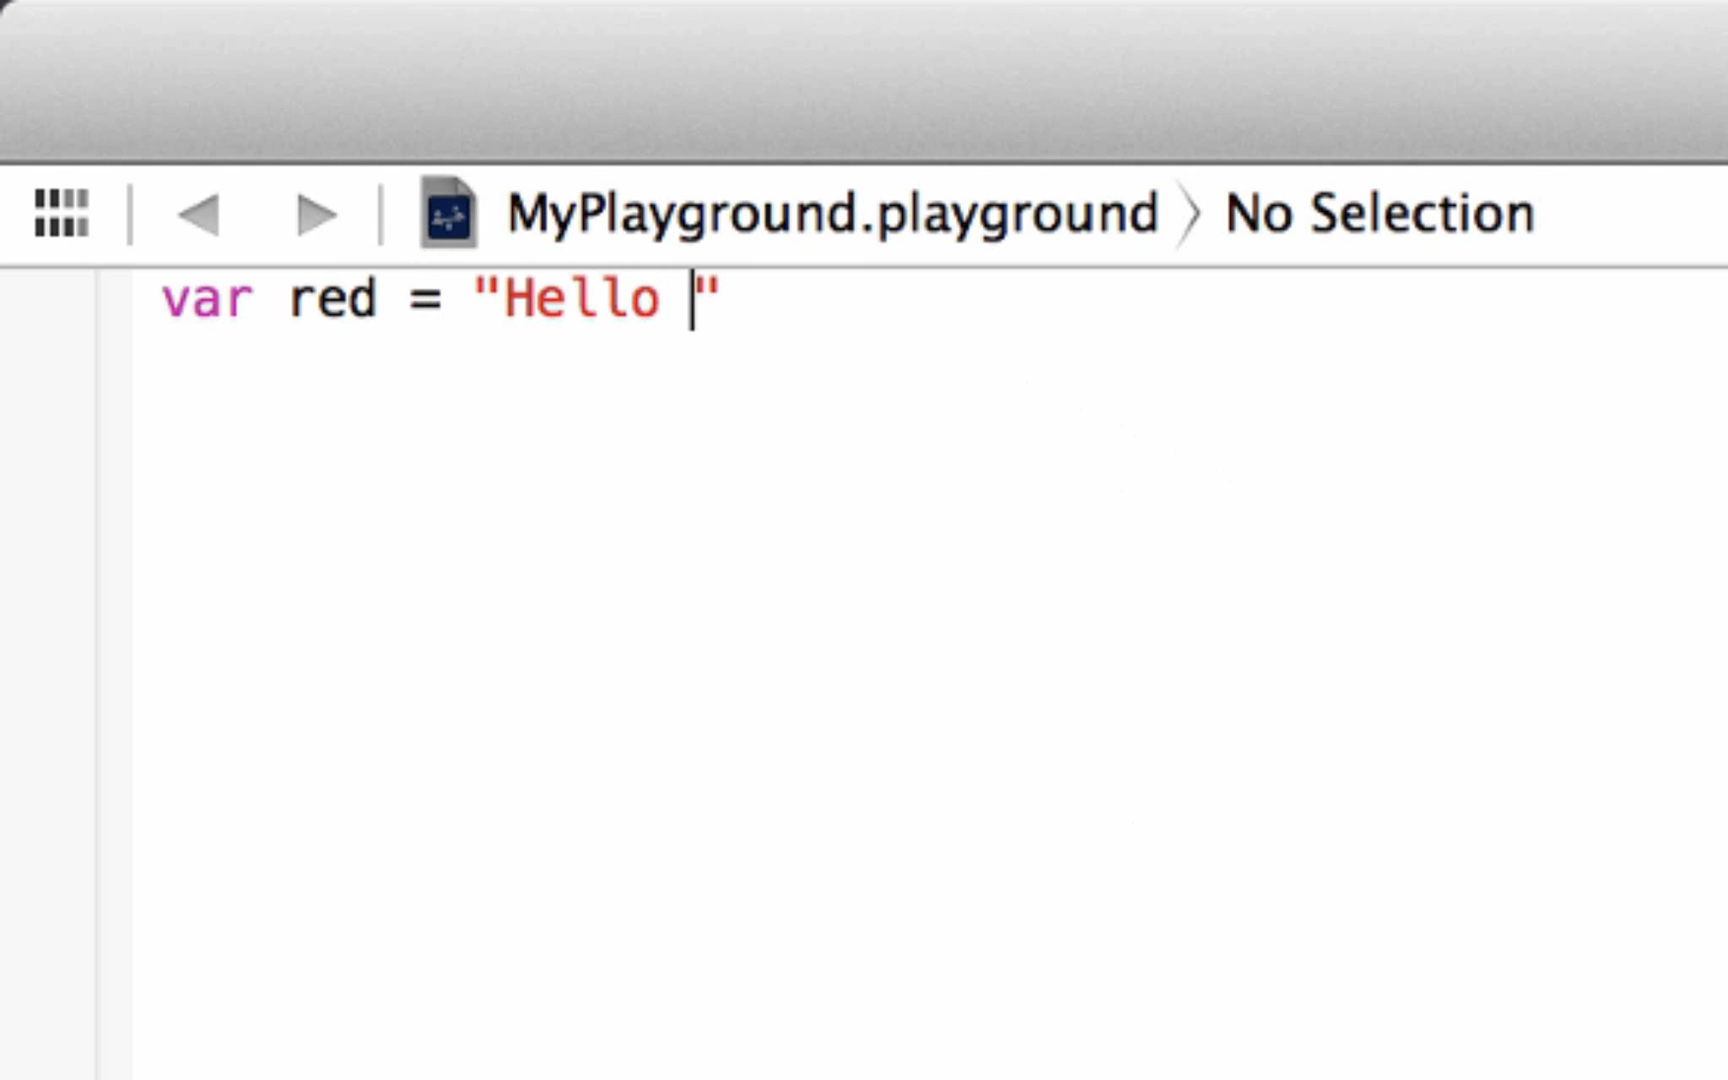 MyPlayground.playground 〉 No Selection
var red = "Hello "